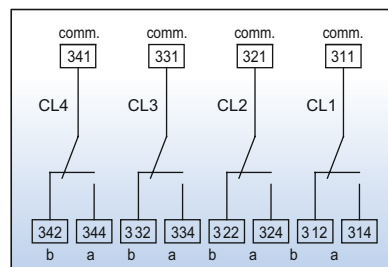 comm. comm. comm. comm.
341 331 321 311
CL4 CL3 CL2 CL1
342 344 332 334 322 324 312 314
b a b a b a b a